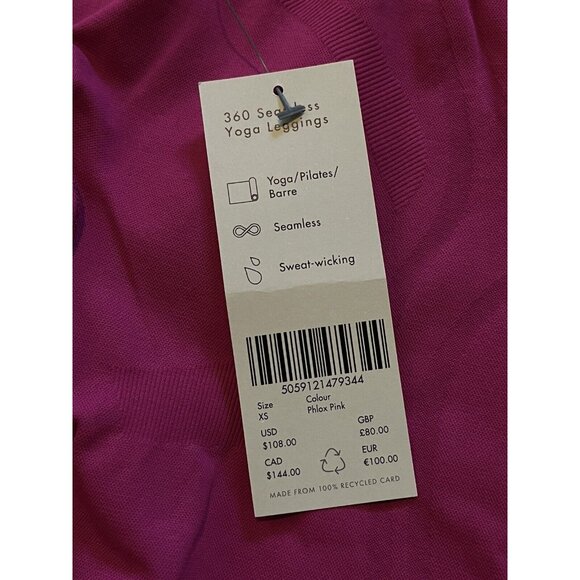 360 Seamless
Yoga Leggings
Yoga/Pilates/
Barre
Seamless
Sweat-wicking
5059121479344
Size
XS
Colour
Phlox Pink
USD
$108.00
GBP
£80.00
CAD
$144.00
EUR
€100.00
MADE FROM 100% RECYCLED CARD